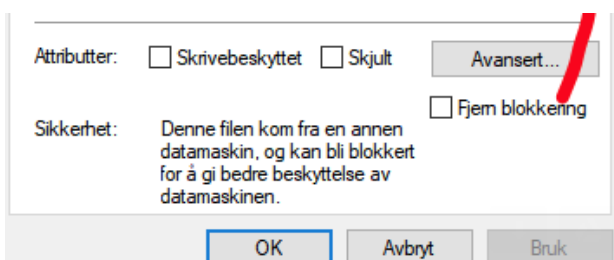 Attributter: Skrivebeskyttet Skjult Avansert...
Fjern blokkering
Sikkerhet: Denne filen kom fra en annen
datamaskin, og kan bli blokkert
for å gi bedre beskyttelse av
datamaskinen.
OK Avbryt Bruk